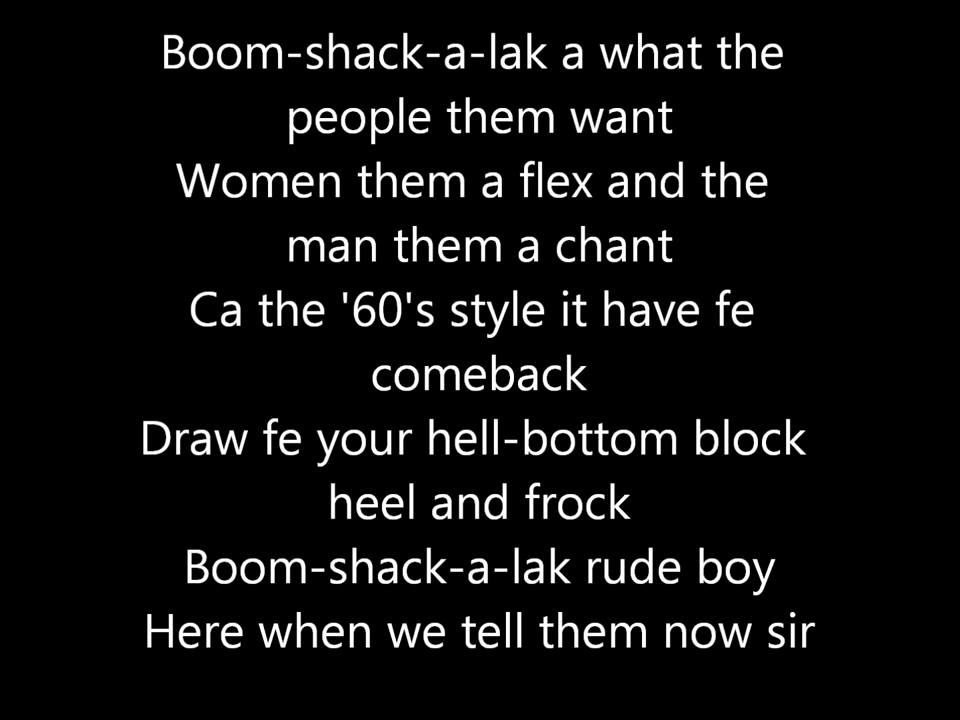 Boom-shack-a-lak a what the
people them want
Women them a flex and the
man them a chant
Ca the '60's style it have fe
comeback
Draw fe your hell-bottom block
heel and frock
Boom-shack-a-lak rude boy
Here when we tell them now sir